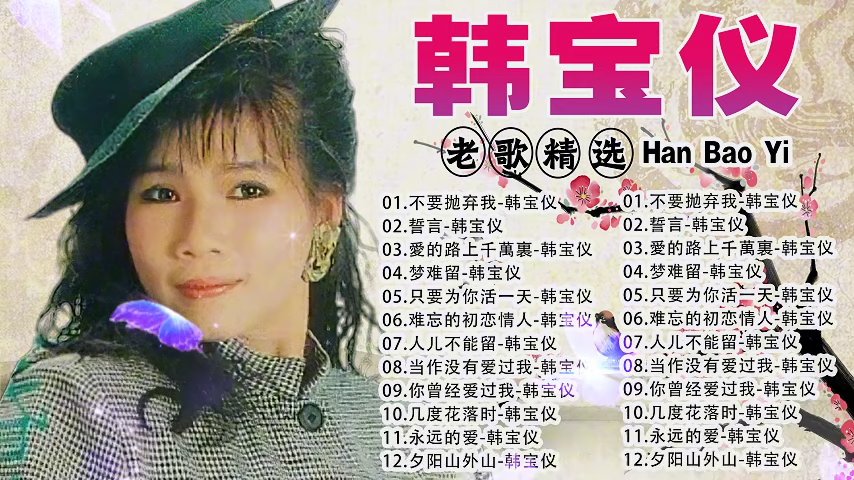 韩宝仪
老歌精选 Han Bao Yi
01.不要抛弃我-韩宝仪
02.誓言-韩宝仪
03.愛的路上千萬裏-韩宝仪
04.梦难留-韩宝仪
05.只要为你活一天-韩宝仪
06.难忘的初恋情人-韩宝仪
07.人儿不能留-韩宝仪
08.当作没有爱过我-韩宝仪
09.你曾经爱过我-韩宝仪
10.几度花落时-韩宝仪
11.永远的爱-韩宝仪
12.夕阳山外山-韩宝仪
01.不要抛弃我-韩宝仪
02.誓言-韩宝仪
03.愛的路上千萬裏-韩宝仪
04.梦难留-韩宝仪
05.只要为你活一天-韩宝仪
06.难忘的初恋情人-韩宝仪
07.人儿不能留-韩宝仪
08.当作没有爱过我-韩宝仪
09.你曾经爱过我-韩宝仪
10.几度花落时-韩宝仪
11.永远的爱-韩宝仪
12.夕阳山外山-韩宝仪